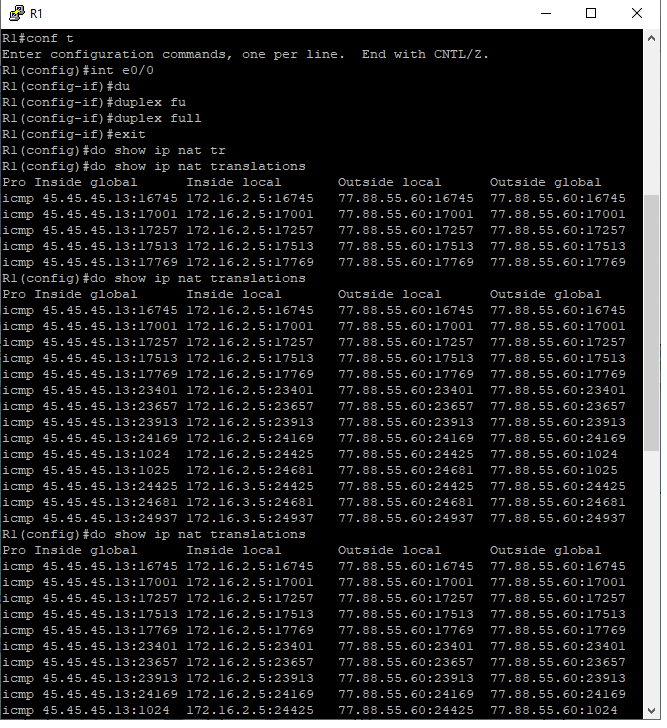 R1
R1#conf t
Enter configuration commands, one per line.  End with CNTL/Z.
R1(config)#int e0/0
R1(config-if)#du
R1(config-if)#duplex fu
R1(config-if)#duplex full
R1(config-if)#exit
R1(config)#do show ip nat tr
R1(config)#do show ip nat translations
Pro Inside global      Inside local       Outside local      Outside global
icmp 45.45.45.13:16745 172.16.2.5:16745   77.88.55.60:16745  77.88.55.60:16745
icmp 45.45.45.13:17001 172.16.2.5:17001   77.88.55.60:17001  77.88.55.60:17001
icmp 45.45.45.13:17257 172.16.2.5:17257   77.88.55.60:17257  77.88.55.60:17257
icmp 45.45.45.13:17513 172.16.2.5:17513   77.88.55.60:17513  77.88.55.60:17513
icmp 45.45.45.13:17769 172.16.2.5:17769   77.88.55.60:17769  77.88.55.60:17769
R1(config)#do show ip nat translations
Pro Inside global      Inside local       Outside local      Outside global
icmp 45.45.45.13:16745 172.16.2.5:16745   77.88.55.60:16745  77.88.55.60:16745
icmp 45.45.45.13:17001 172.16.2.5:17001   77.88.55.60:17001  77.88.55.60:17001
icmp 45.45.45.13:17257 172.16.2.5:17257   77.88.55.60:17257  77.88.55.60:17257
icmp 45.45.45.13:17513 172.16.2.5:17513   77.88.55.60:17513  77.88.55.60:17513
icmp 45.45.45.13:17769 172.16.2.5:17769   77.88.55.60:17769  77.88.55.60:17769
icmp 45.45.45.13:23401 172.16.2.5:23401   77.88.55.60:23401  77.88.55.60:23401
icmp 45.45.45.13:23657 172.16.2.5:23657   77.88.55.60:23657  77.88.55.60:23657
icmp 45.45.45.13:23913 172.16.2.5:23913   77.88.55.60:23913  77.88.55.60:23913
icmp 45.45.45.13:24169 172.16.2.5:24169   77.88.55.60:24169  77.88.55.60:24169
icmp 45.45.45.13:1024  172.16.2.5:24425   77.88.55.60:24425  77.88.55.60:1024
icmp 45.45.45.13:1025  172.16.2.5:24681   77.88.55.60:24681  77.88.55.60:1025
icmp 45.45.45.13:24425 172.16.3.5:24425   77.88.55.60:24425  77.88.55.60:24425
icmp 45.45.45.13:24681 172.16.3.5:24681   77.88.55.60:24681  77.88.55.60:24681
icmp 45.45.45.13:24937 172.16.3.5:24937   77.88.55.60:24937  77.88.55.60:24937
R1(config)#do show ip nat translations
Pro Inside global      Inside local       Outside local      Outside global
icmp 45.45.45.13:16745 172.16.2.5:16745   77.88.55.60:16745  77.88.55.60:16745
icmp 45.45.45.13:17001 172.16.2.5:17001   77.88.55.60:17001  77.88.55.60:17001
icmp 45.45.45.13:17257 172.16.2.5:17257   77.88.55.60:17257  77.88.55.60:17257
icmp 45.45.45.13:17513 172.16.2.5:17513   77.88.55.60:17513  77.88.55.60:17513
icmp 45.45.45.13:17769 172.16.2.5:17769   77.88.55.60:17769  77.88.55.60:17769
icmp 45.45.45.13:23401 172.16.2.5:23401   77.88.55.60:23401  77.88.55.60:23401
icmp 45.45.45.13:23657 172.16.2.5:23657   77.88.55.60:23657  77.88.55.60:23657
icmp 45.45.45.13:23913 172.16.2.5:23913   77.88.55.60:23913  77.88.55.60:23913
icmp 45.45.45.13:24169 172.16.2.5:24169   77.88.55.60:24169  77.88.55.60:24169
icmp 45.45.45.13:1024  172.16.2.5:24425   77.88.55.60:24425  77.88.55.60:1024